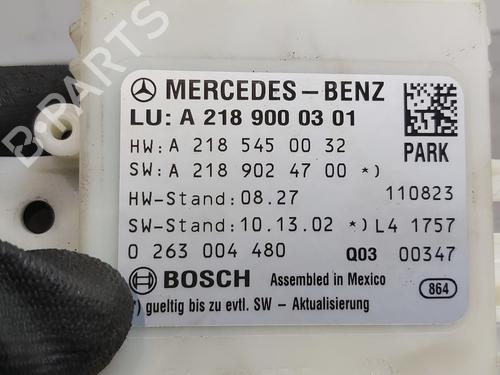 B-PARTS
MERCEDES-BENZ
LU: A 218 900 03 01
HW: A 218 545 00 32
PARK
SW: A 218 902 47 00 *)
HW-Stand: 08.27
110823
SW-Stand: 10.13.02 *) L4 1757
0 263 004 480
Q03 00347
BOSCH
Assembled in Mexico
864
*) gueltig bis zu evtl. SW - Aktualisierung